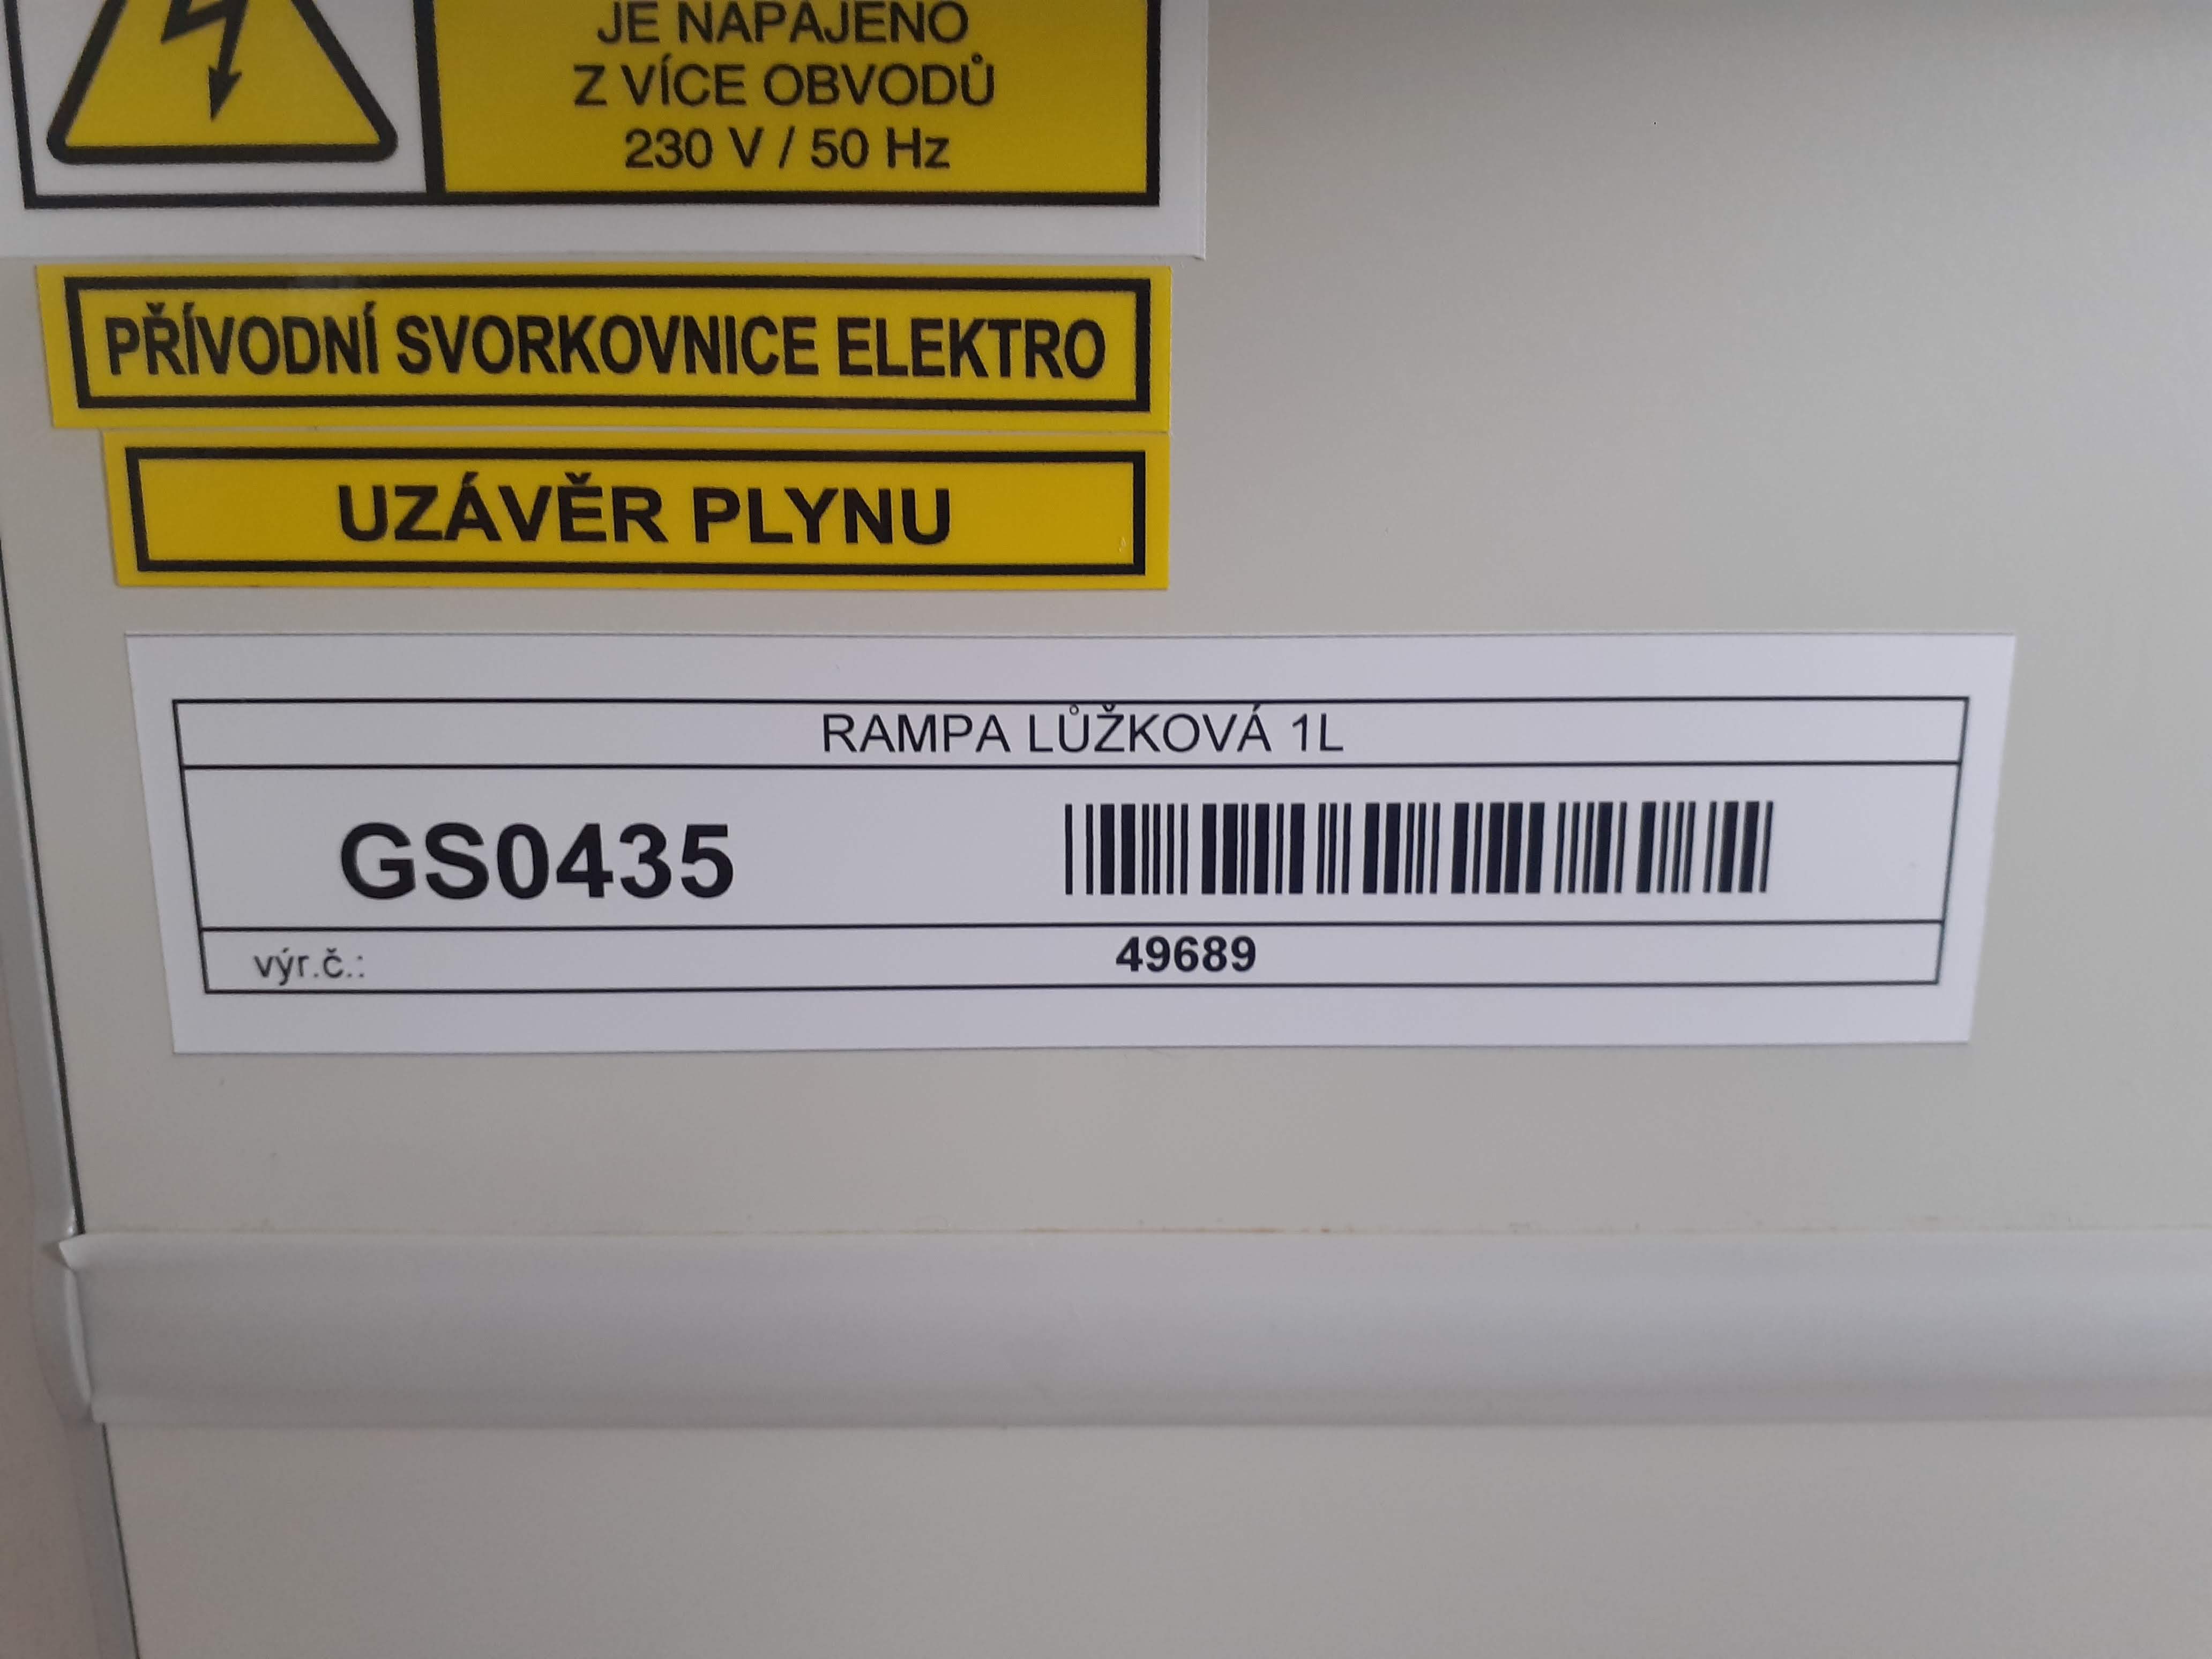 JE NAPÁJENO
Z VÍCE OBVODŮ
230 V / 50 Hz
PŘÍVODNÍ SVORKOVNICE ELEKTRO
UZÁVĚR PLYNU
RAMPA LŮŽKOVÁ 1L
GS0435
výr.č.: 49689